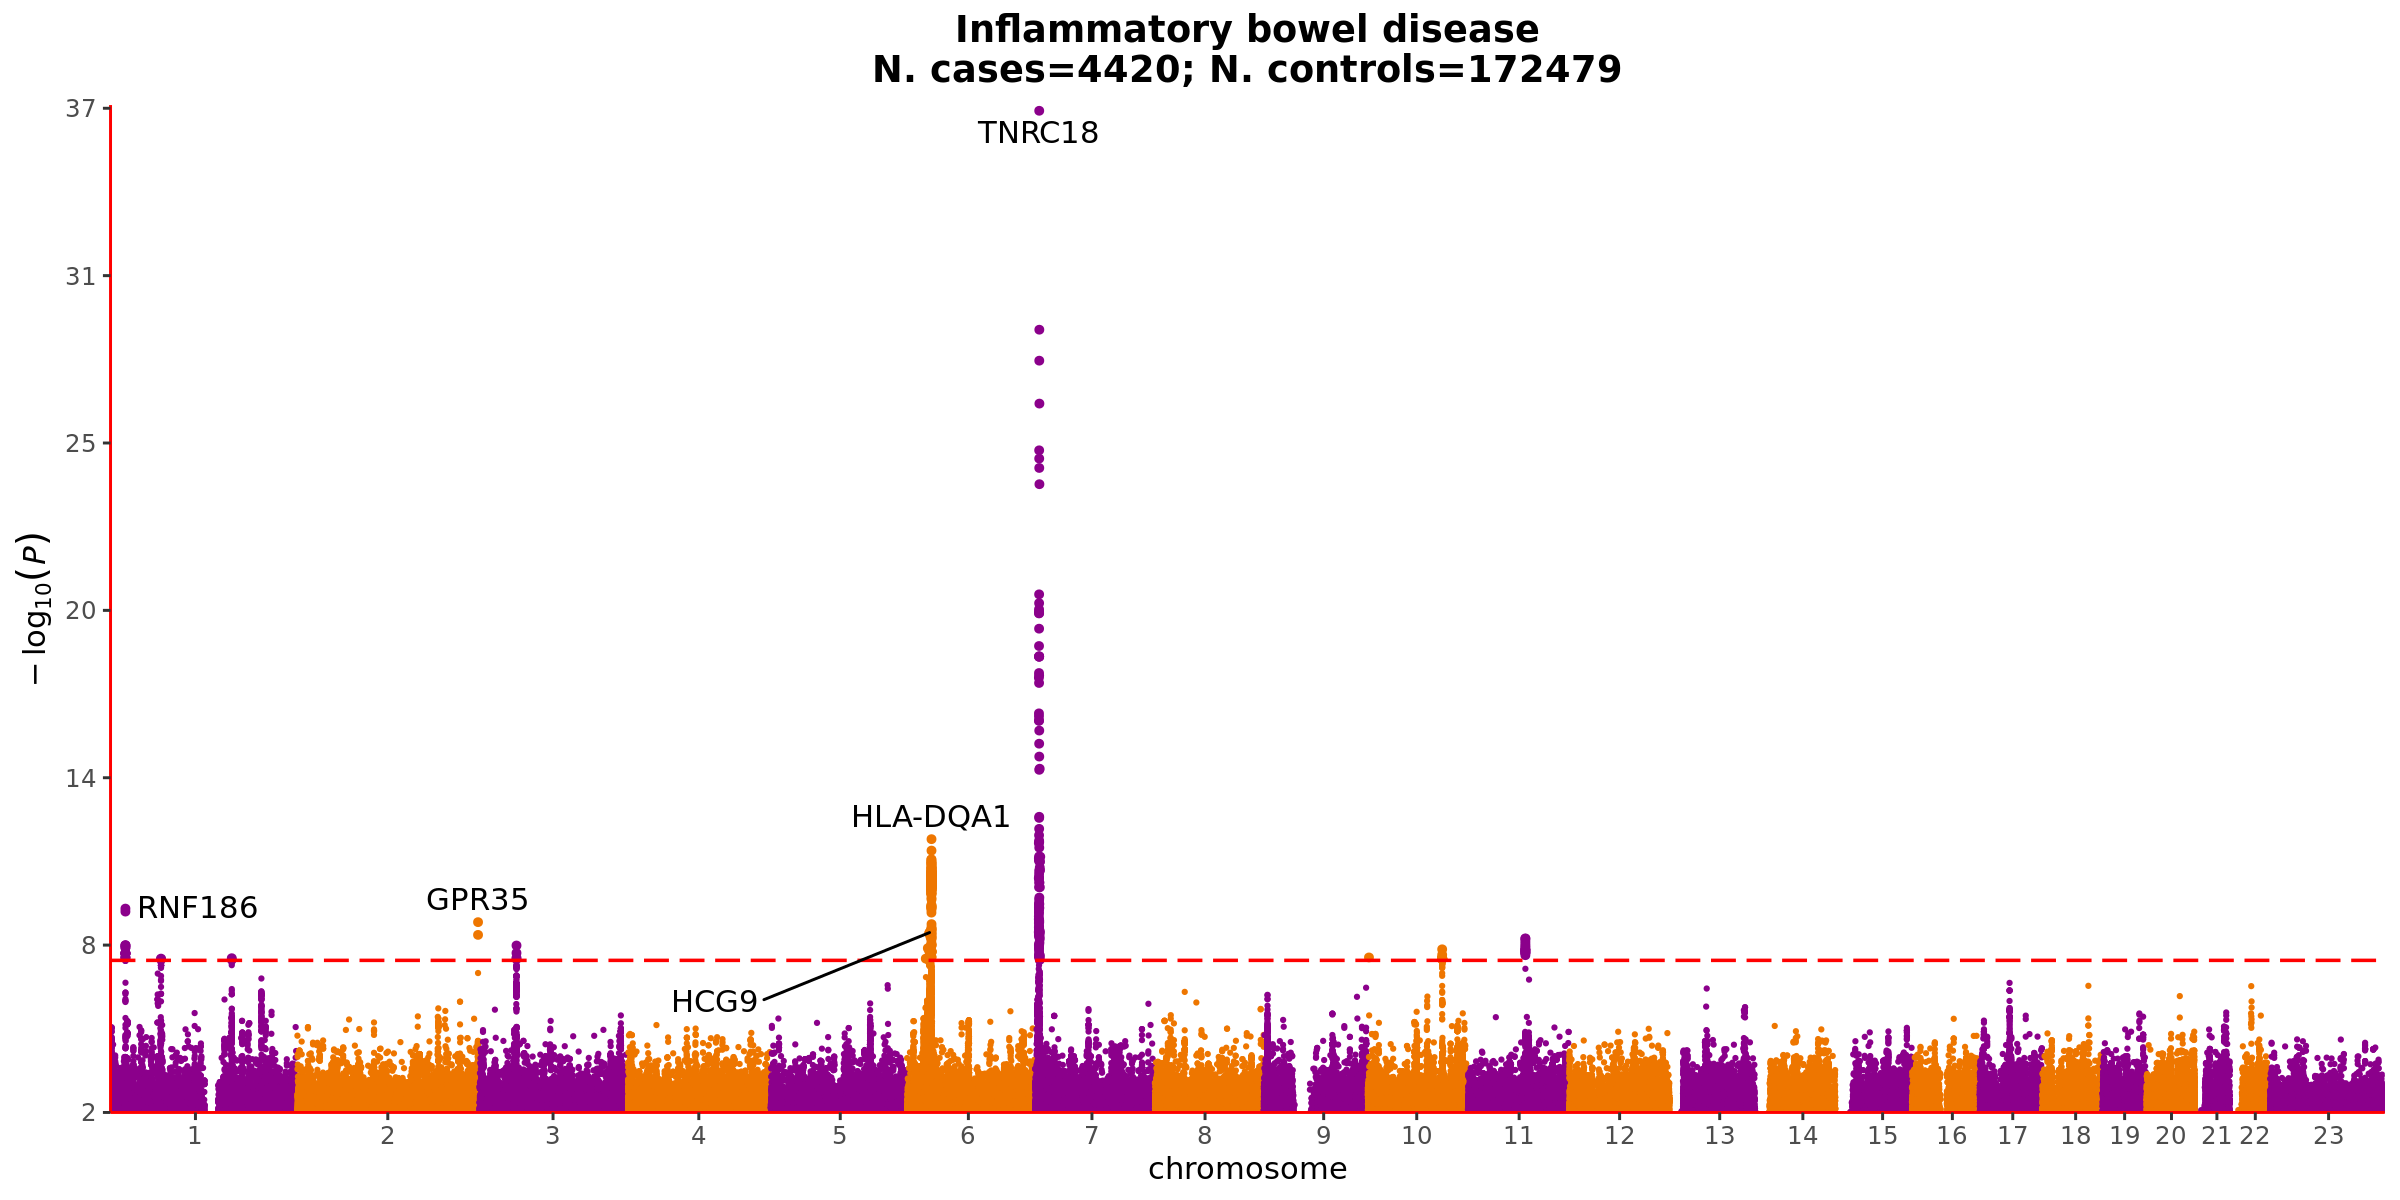 Inflammatory bowel disease
N. cases=4420; N. controls=172479
37
31
25
20
14
8
2
−log10(P)
TNRC18
HLA-DQA1
RNF186
GPR35
HCG9
1 2 3 4 5 6 7 8 9 10 11 12 13 14 15 16 17 18 19 20 21 22 23
chromosome